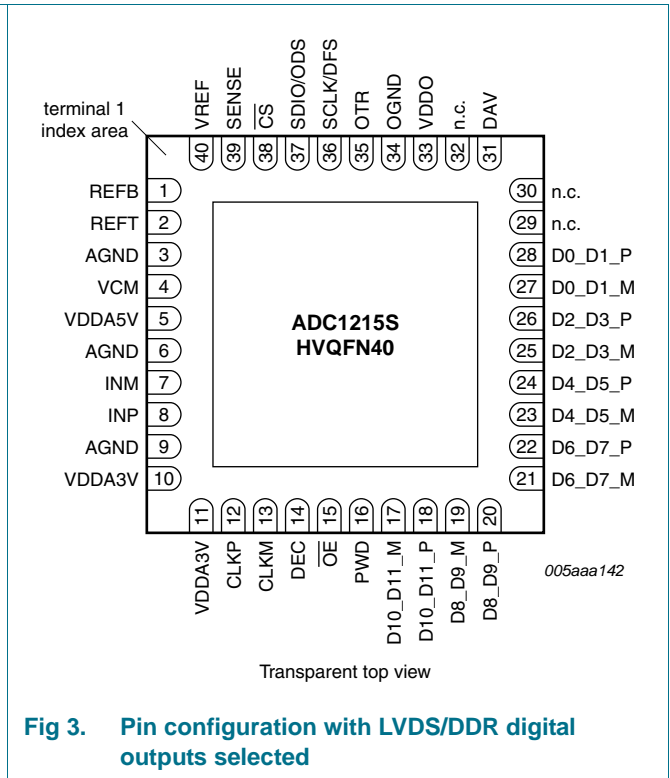 terminal 1
index area
VREF
SENSE
CS
SDIO/ODS
SCLK/DFS
OTR
OGND
VDDO
n.c.
DAV
40
39
38
37
36
35
34
33
32
31
REFB 1
REFT 2
AGND 3
VCM 4
VDDA5V 5
AGND 6
INM 7
INP 8
AGND 9
VDDA3V 10
ADC1215S
HVQFN40
30 n.c.
29 n.c.
28 D0_D1_P
27 D0_D1_M
26 D2_D3_P
25 D2_D3_M
24 D4_D5_P
23 D4_D5_M
22 D6_D7_P
21 D6_D7_M
11
12
13
14
15
16
17
18
19
20
VDDA3V
CLKP
CLKM
DEC
OE
PWD
D10_D11_M
D10_D11_P
D8_D9_M
D8_D9_P
005aaa142
Transparent top view
Fig 3. Pin configuration with LVDS/DDR digital
outputs selected